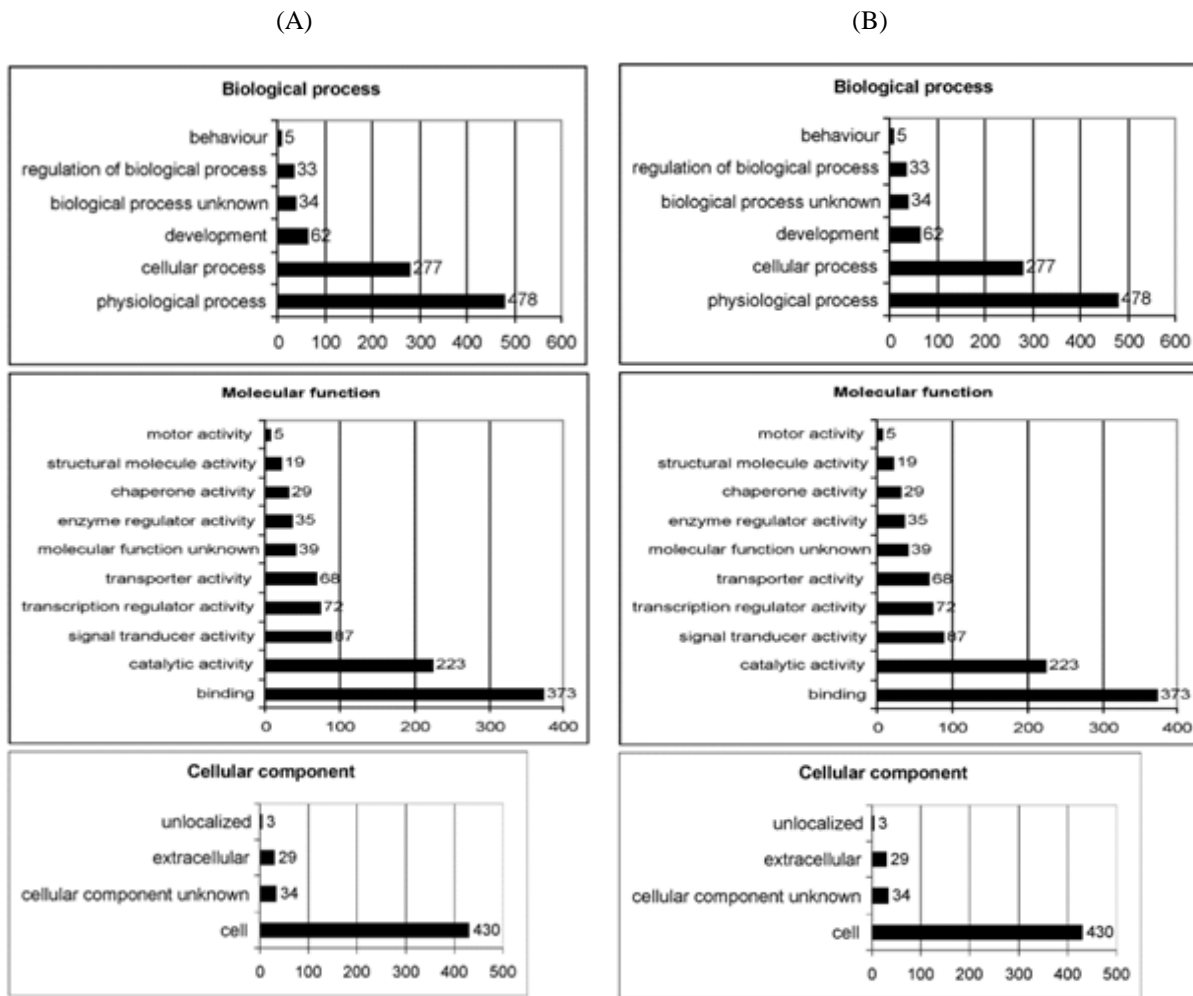 (A)
Biological process
behaviour 5
regulation of biological process 33
biological process unknown 34
development 62
cellular process 277
physiological process 478
0 100 200 300 400 500 600
Molecular function
motor activity 5
structural molecule activity 19
chaperone activity 29
enzyme regulator activity 35
molecular function unknown 39
transporter activity 68
transcription regulator activity 72
signal tranducer activity 87
catalytic activity 223
binding 373
0 100 200 300 400
Cellular component
unlocalized 3
extracellular 29
cellular component unknown 34
cell 430
0 100 200 300 400 500
(B)
Biological process
behaviour 5
regulation of biological process 33
biological process unknown 34
development 62
cellular process 277
physiological process 478
0 100 200 300 400 500 600
Molecular function
motor activity 5
structural molecule activity 19
chaperone activity 29
enzyme regulator activity 35
molecular function unknown 39
transporter activity 68
transcription regulator activity 72
signal tranducer activity 87
catalytic activity 223
binding 373
0 100 200 300 400
Cellular component
unlocalized 3
extracellular 29
cellular component unknown 34
cell 430
0 100 200 300 400 500